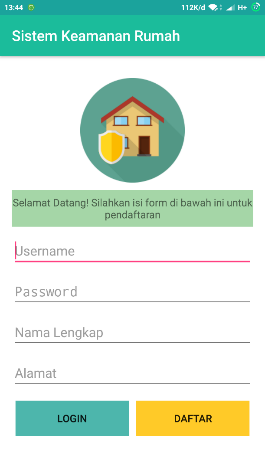 13:44 112K/d H+
Sistem Keamanan Rumah
Selamat Datang! Silahkan isi form di bawah ini untuk
pendaftaran
Username
Password
Nama Lengkap
Alamat
LOGIN DAFTAR